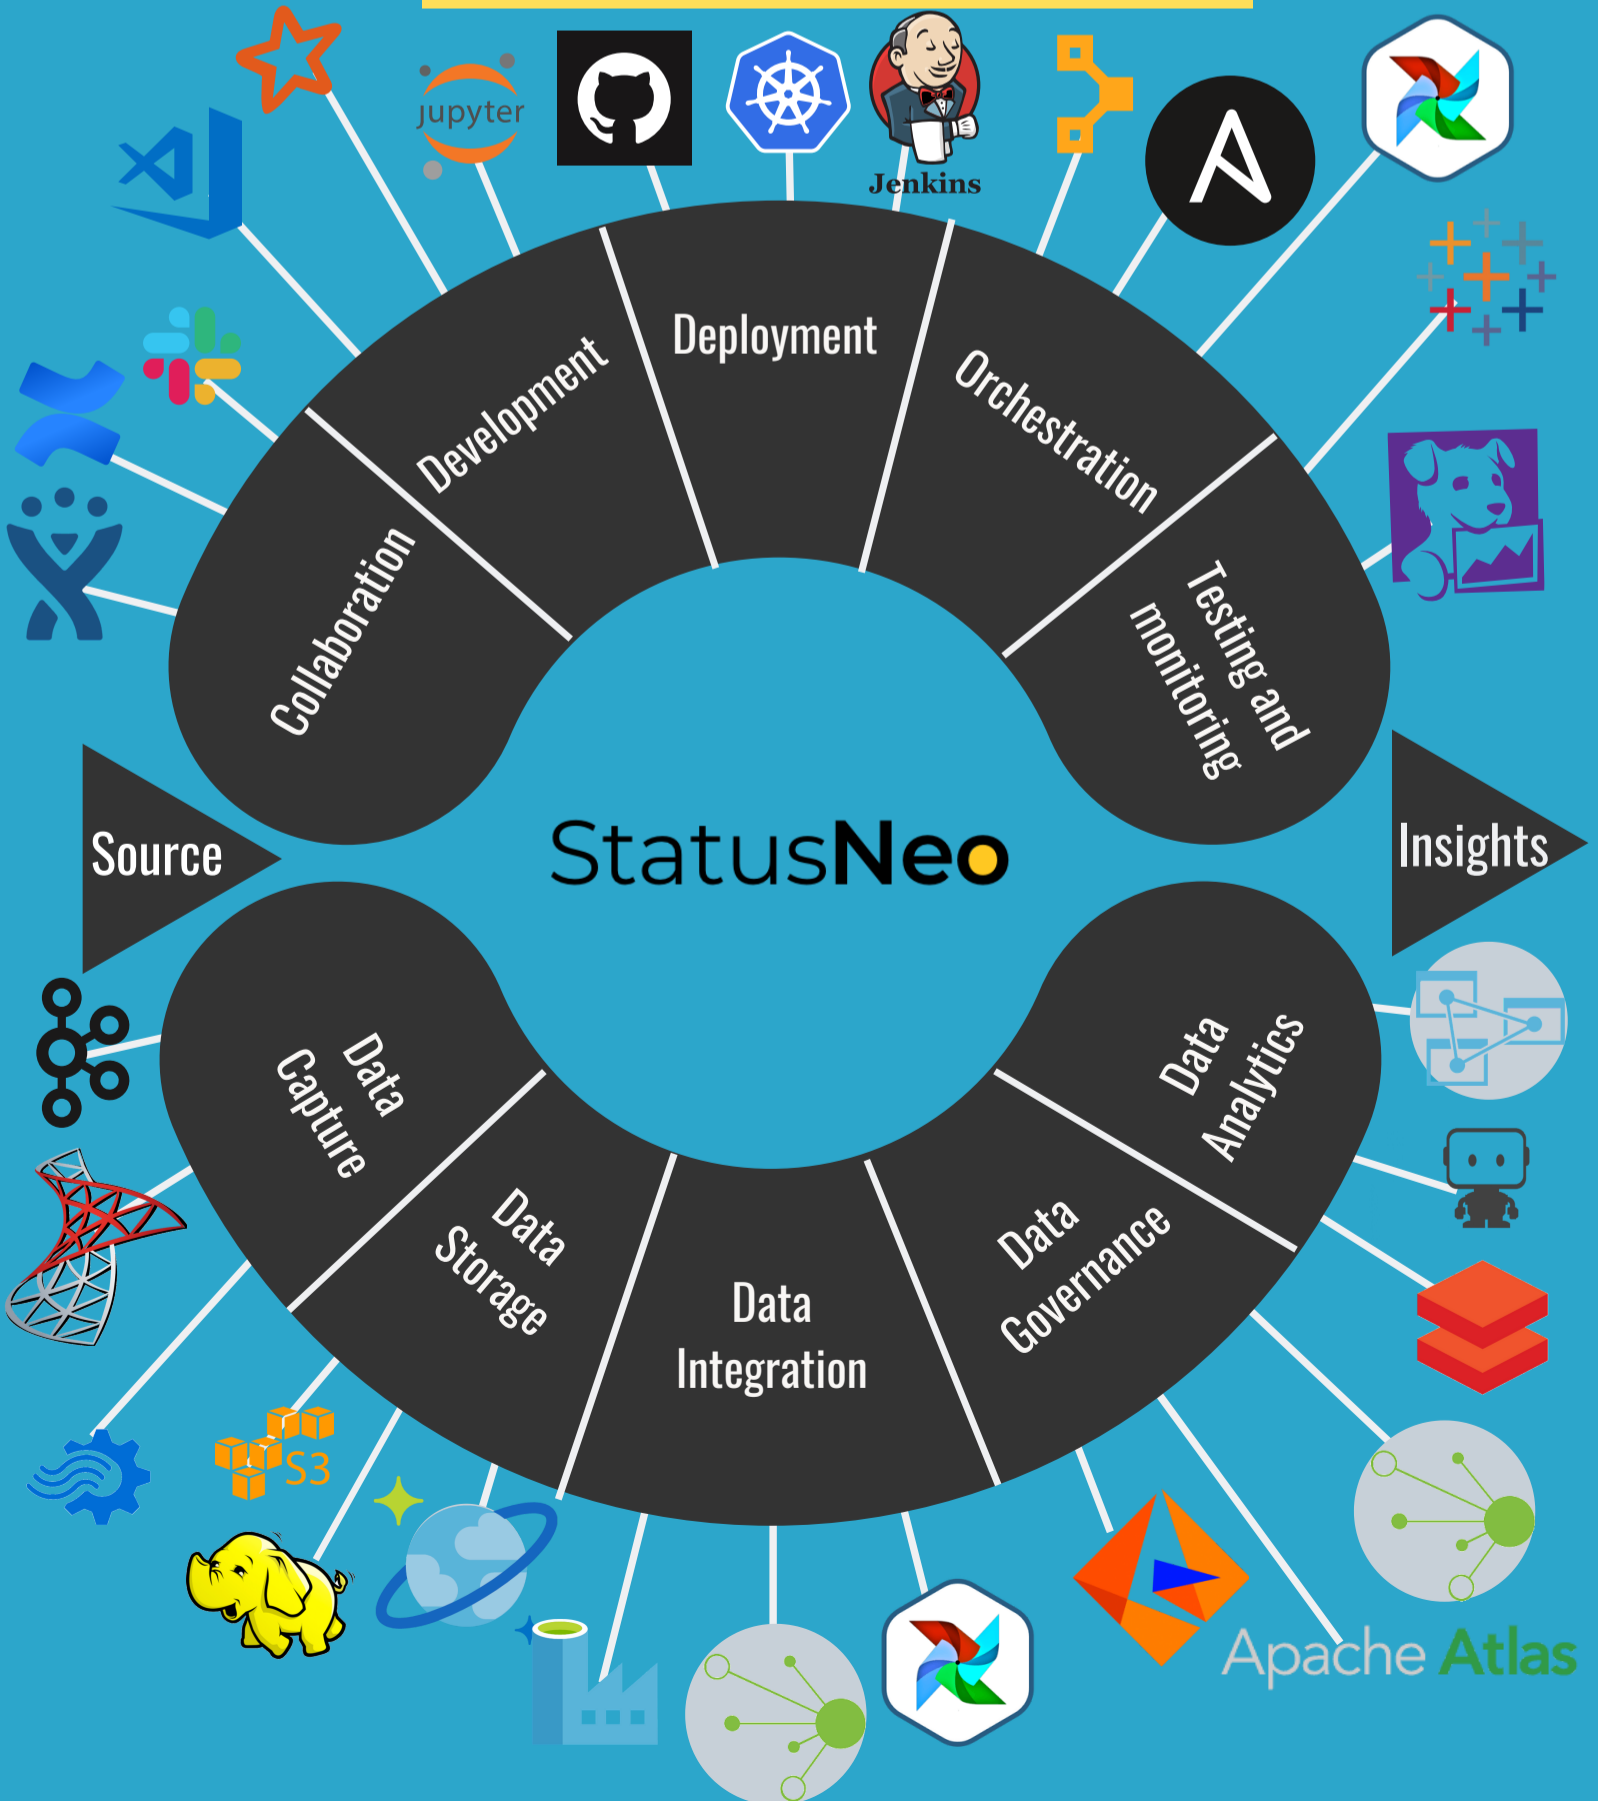 jupyter
Jenkins
Deployment
Development
Orchestration
Collaboration
Testing and
monitoring
Source
StatusNeo
Insights
Data
Capture
Data
Analytics
Data
Storage
Data
Governance
Data
Integration
S3
Apache Atlas